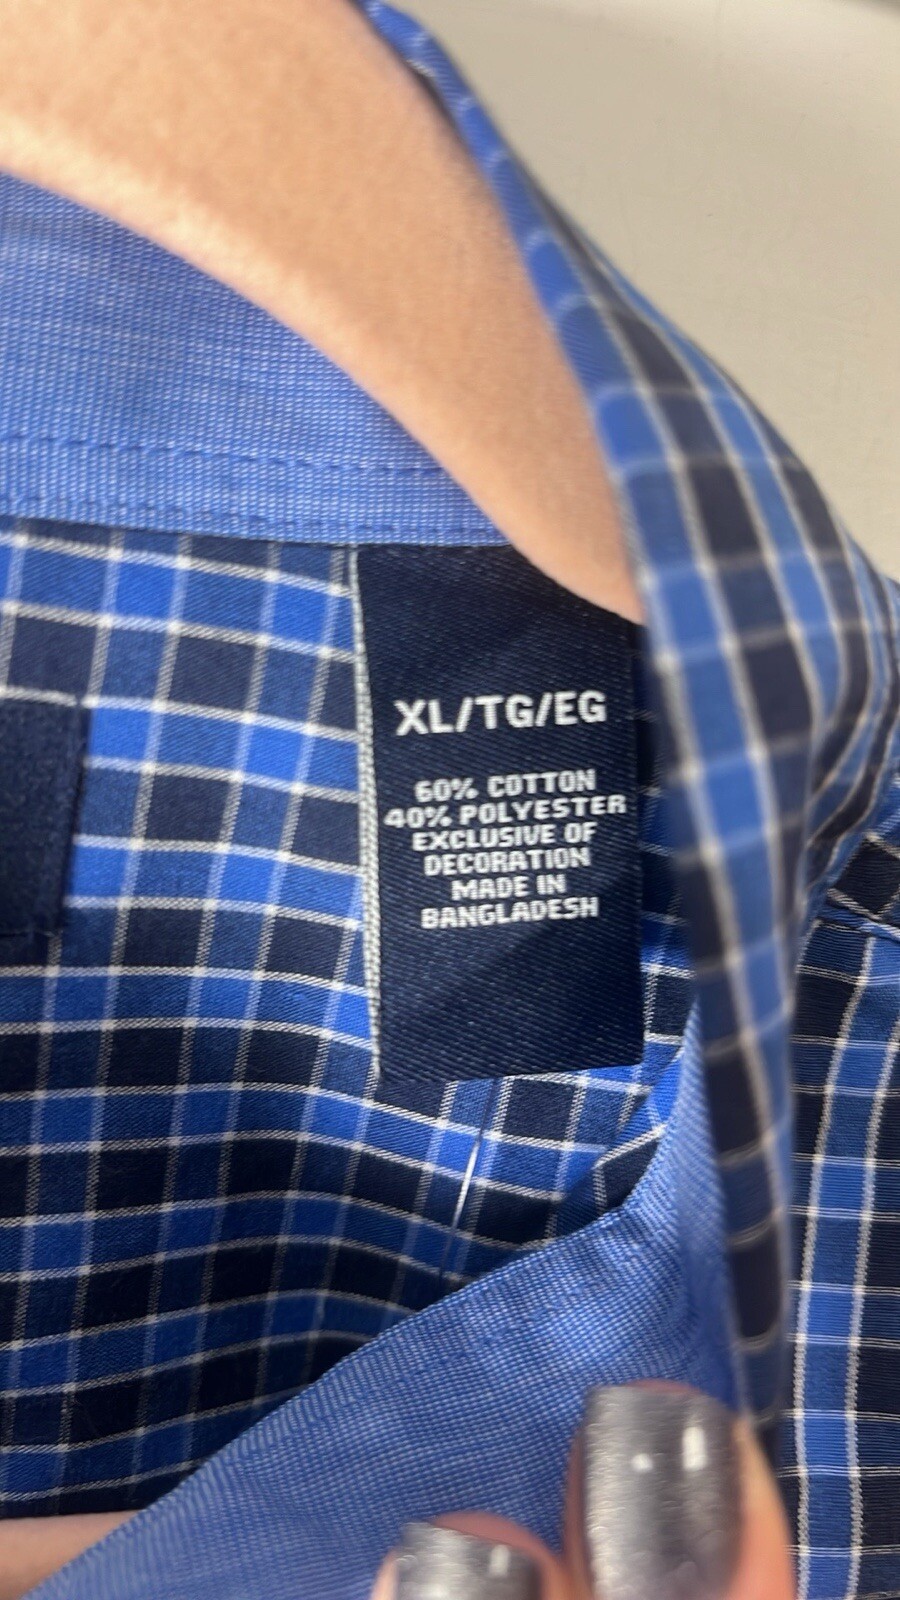 XL/TG/EG
60% COTTON
40% POLYESTER
EXCLUSIVE OF
DECORATION
MADE IN
BANGLADESH